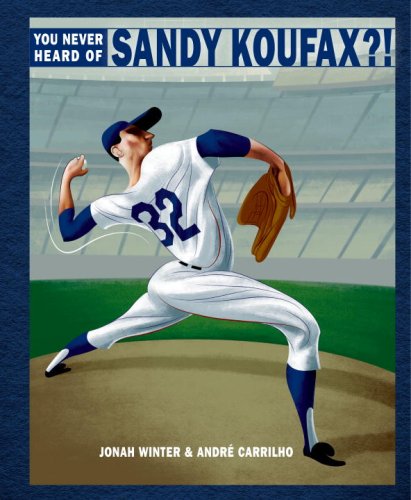 YOU NEVER
HEARD OF
SANDY KOUFAX?!
32
JONAH WINTER & ANDRÉ CARRILHO